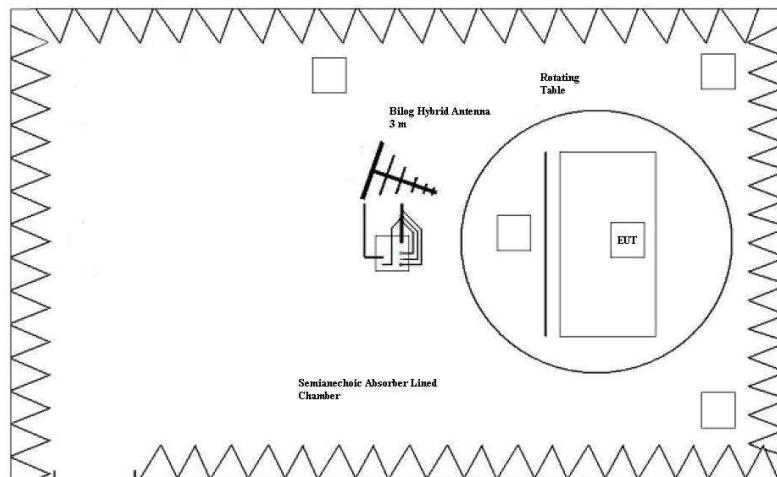 Rotating
Table
Bilog Hybrid Antenna
3 m
EUT
Semianechoic Absorber Lined
Chamber